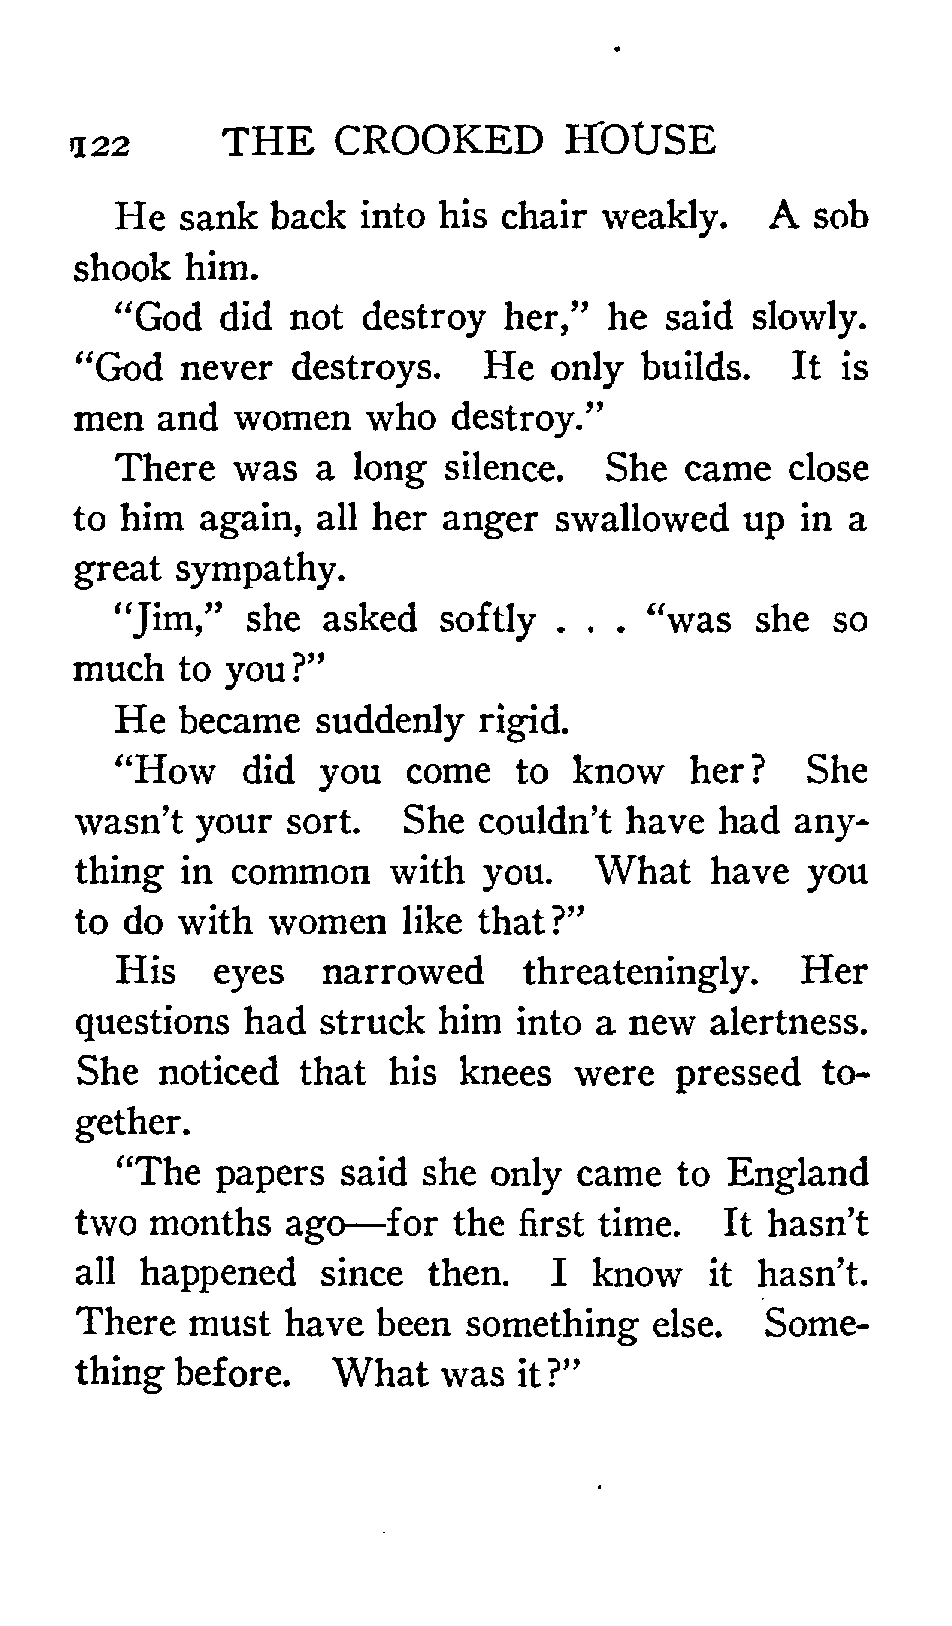 122 THE CROOKED HOUSE
He sank back into his chair weakly. A sob
shook him.
"God did not destroy her," he said slowly.
"God never destroys. He only builds. It is
men and women who destroy."
There was a long silence. She came close
to him again, all her anger swallowed up in a
great sympathy.
"Jim," she asked softly . . . "was she so
much to you?"
He became suddenly rigid.
"How did you come to know her? She
wasn't your sort. She couldn't have had any-
thing in common with you. What have you
to do with women like that?"
His eyes narrowed threateningly. Her
questions had struck him into a new alertness.
She noticed that his knees were pressed to-
gether.
"The papers said she only came to England
two months ago—for the first time. It hasn't
all happened since then. I know it hasn't.
There must have been something else. Some-
thing before. What was it?"